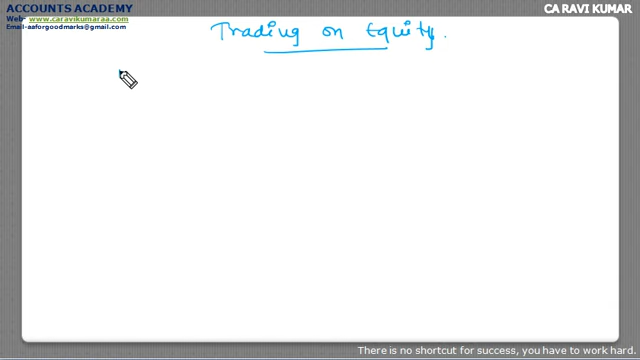 ACCOUNTS ACADEMY
CA RAVI KUMAR
Web- www.caravikumaraa.com
Email-aaforgoodmarks@gmail.com
Trading on Equity.
There is no shortcut for success, you have to work hard.